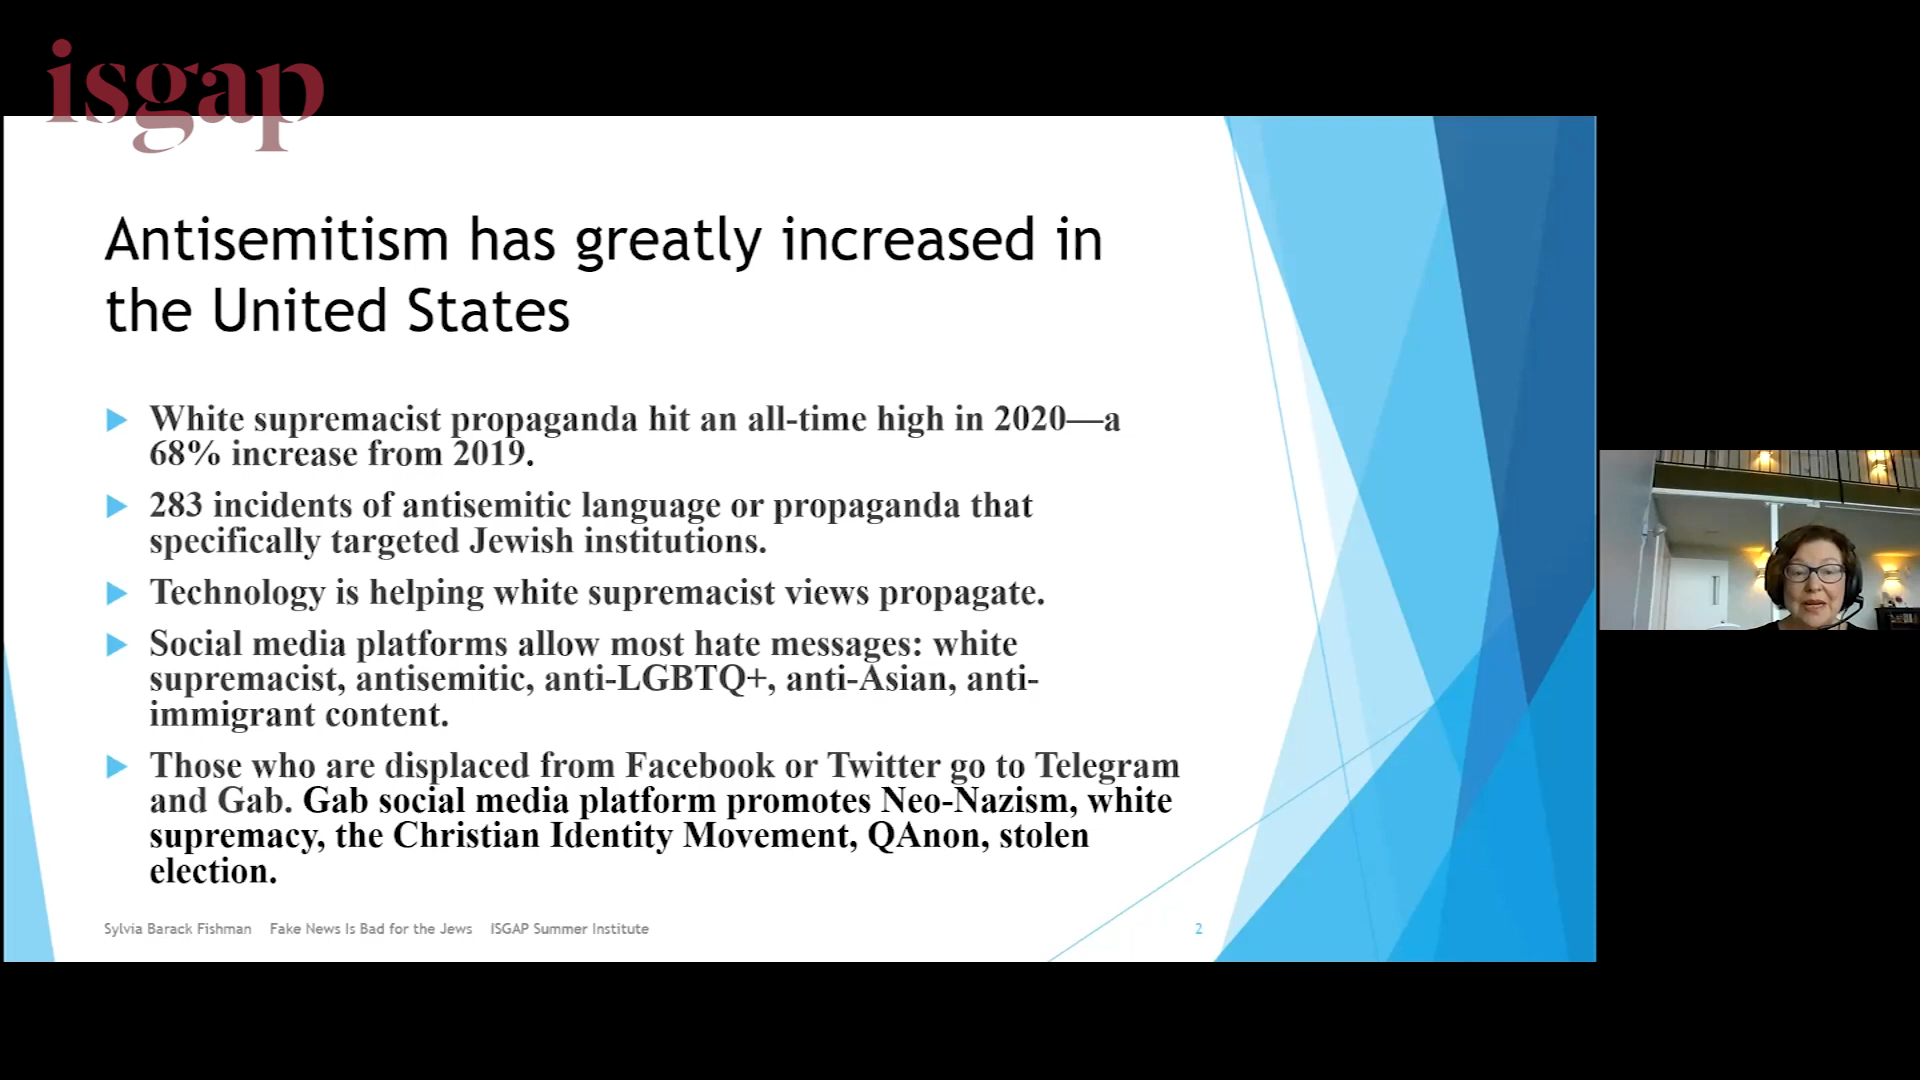 isgap
Antisemitism has greatly increased in
the United States
White supremacist propaganda hit an all-time high in 2020—a
68% increase from 2019.
283 incidents of antisemitic language or propaganda that
specifically targeted Jewish institutions.
Technology is helping white supremacist views propagate.
Social media platforms allow most hate messages: white
supremacist, antisemitic, anti-LGBTQ+, anti-Asian, anti-
immigrant content.
Those who are displaced from Facebook or Twitter go to Telegram
and Gab. Gab social media platform promotes Neo-Nazism, white
supremacy, the Christian Identity Movement, QAnon, stolen
election.
Sylvia Barack Fishman Fake News Is Bad for the Jews ISGAP Summer Institute 2